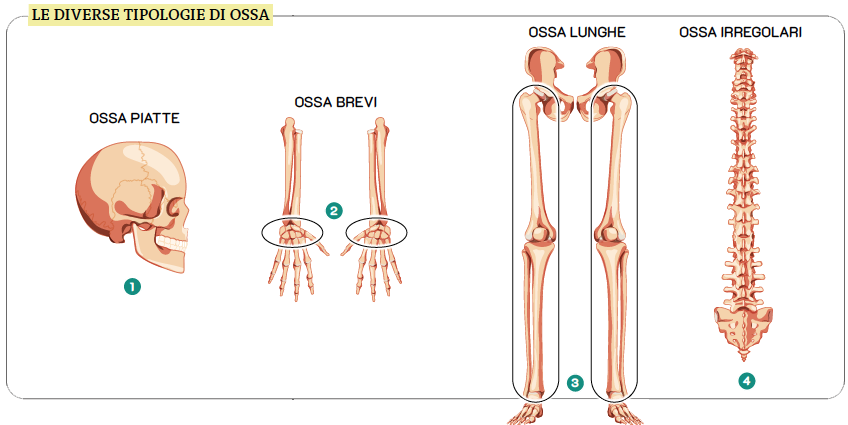 LE DIVERSE TIPOLOGIE DI OSSA
OSSA PIATTE
1
OSSA BREVI
2
OSSA LUNGHE
3
OSSA IRREGOLARI
4